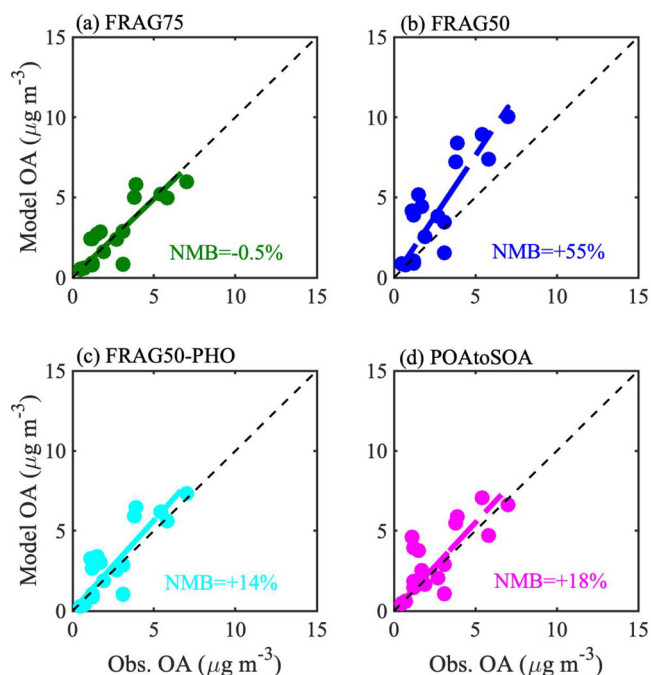 (a) FRAG75
(b) FRAG50
15
10
5
0
Model OA (μg m⁻³)
NMB=-0.5%
0
5
10
15
15
10
5
0
NMB=+55%
0
5
10
15
(c) FRAG50-PHO
(d) POAtoSOA
15
10
5
0
Model OA (μg m⁻³)
NMB=+14%
0
5
10
15
Obs. OA (μg m⁻³)
15
10
5
0
NMB=+18%
0
5
10
15
Obs. OA (μg m⁻³)